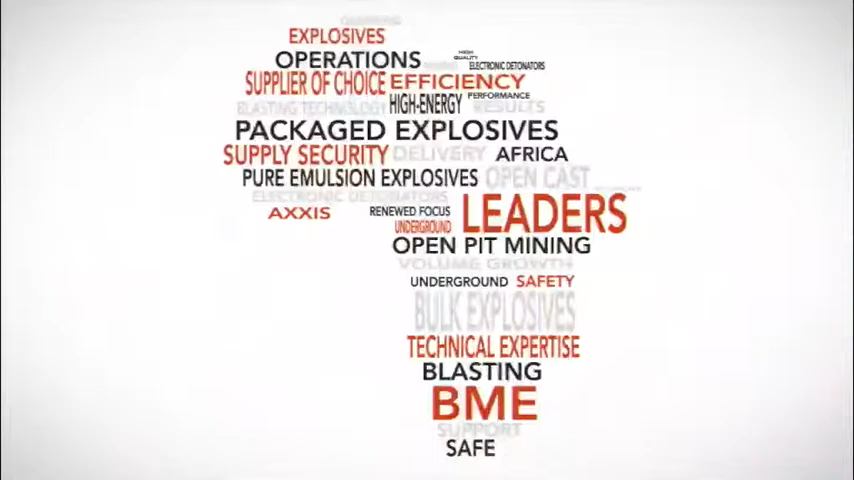 EXPLOSIVES
OPERATIONS
HIGH QUALITY
ELECTRONIC DETONATORS
SUPPLIER OF CHOICE EFFICIENCY
PERFORMANCE
BLASTING TECHNOLOGY HIGH-ENERGY RESULTS
PACKAGED EXPLOSIVES
SUPPLY SECURITY DELIVERY AFRICA
PURE EMULSION EXPLOSIVES OPEN CAST
ELECTRONIC DETONATORS
AXXIS RENEWED FOCUS LEADERS
UNDERGROUND
OPEN PIT MINING
VOLUME GROWTH
UNDERGROUND SAFETY
BULK EXPLOSIVES
TECHNICAL EXPERTISE
BLASTING
BME
SUPPORT
SAFE